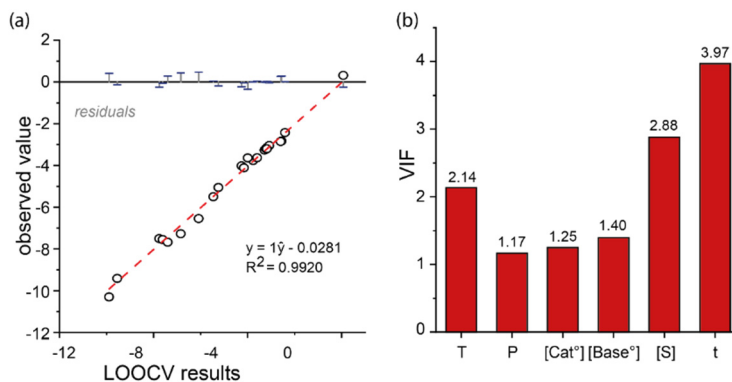 (a)
2
0
-2
-4
-6
-8
-10
-12
observed value
residuals
y = 1ŷ - 0.0281
R² = 0.9920
-12
-8
-4
0
LOOCV results
(b)
4
3
2
1
0
VIF
2.14
1.17
1.25
1.40
2.88
3.97
T
P
[Cat°]
[Base°]
[S]
t